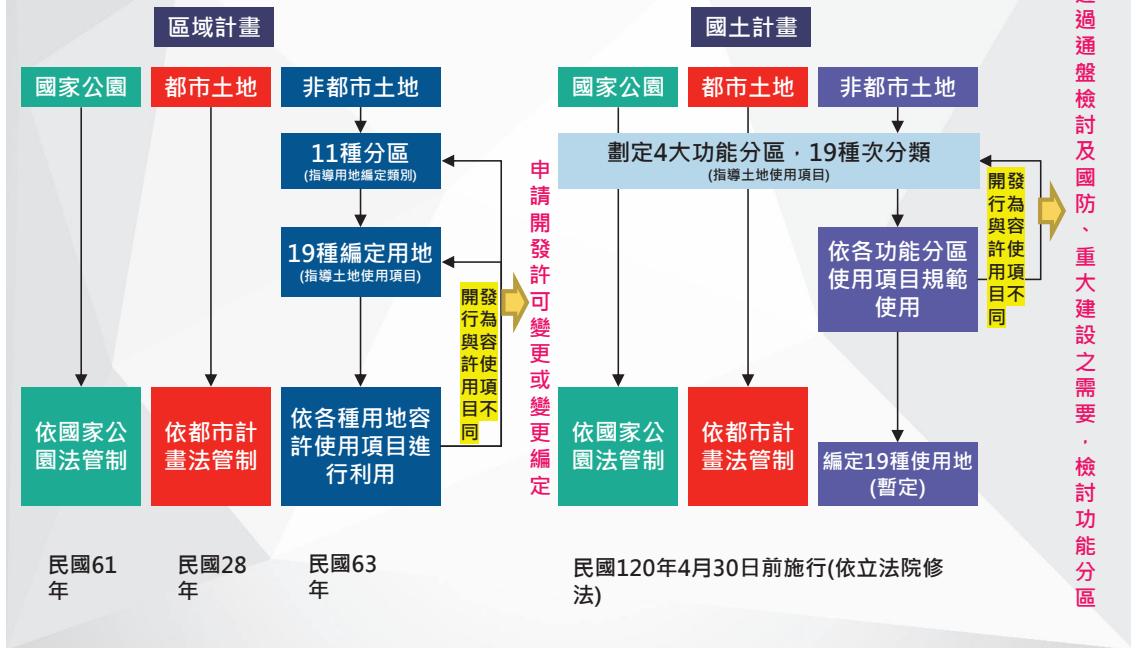 區域計畫
國家公園
都市土地
非都市土地
11種分區
(指導用地編定類別)
19種編定用地
(指導土地使用項目)
開發
行為
與容
許使
用項
目不
同
申請開發許可變更或變更編定
依國家公
園法管制
依都市計
畫法管制
依各種用地容
許使用項目進
行利用
民國61
年
民國28
年
民國63
年
國土計畫
國家公園
都市土地
非都市土地
劃定4大功能分區，19種次分類
(指導土地使用項目)
依各功能分區
使用項目規範
使用
開發
行為
與容
許使
用項
目不
同
過通盤檢討及國防、重大建設之需要，檢討功能分區
依國家公
園法管制
依都市計
畫法管制
編定19種使用地
(暫定)
民國120年4月30日前施行(依立法院修
法)